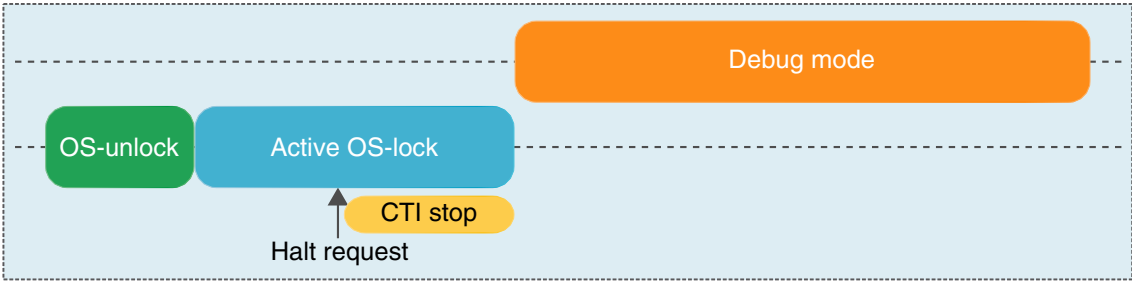 Debug mode
OS-unlock
Active OS-lock
CTI stop
Halt request